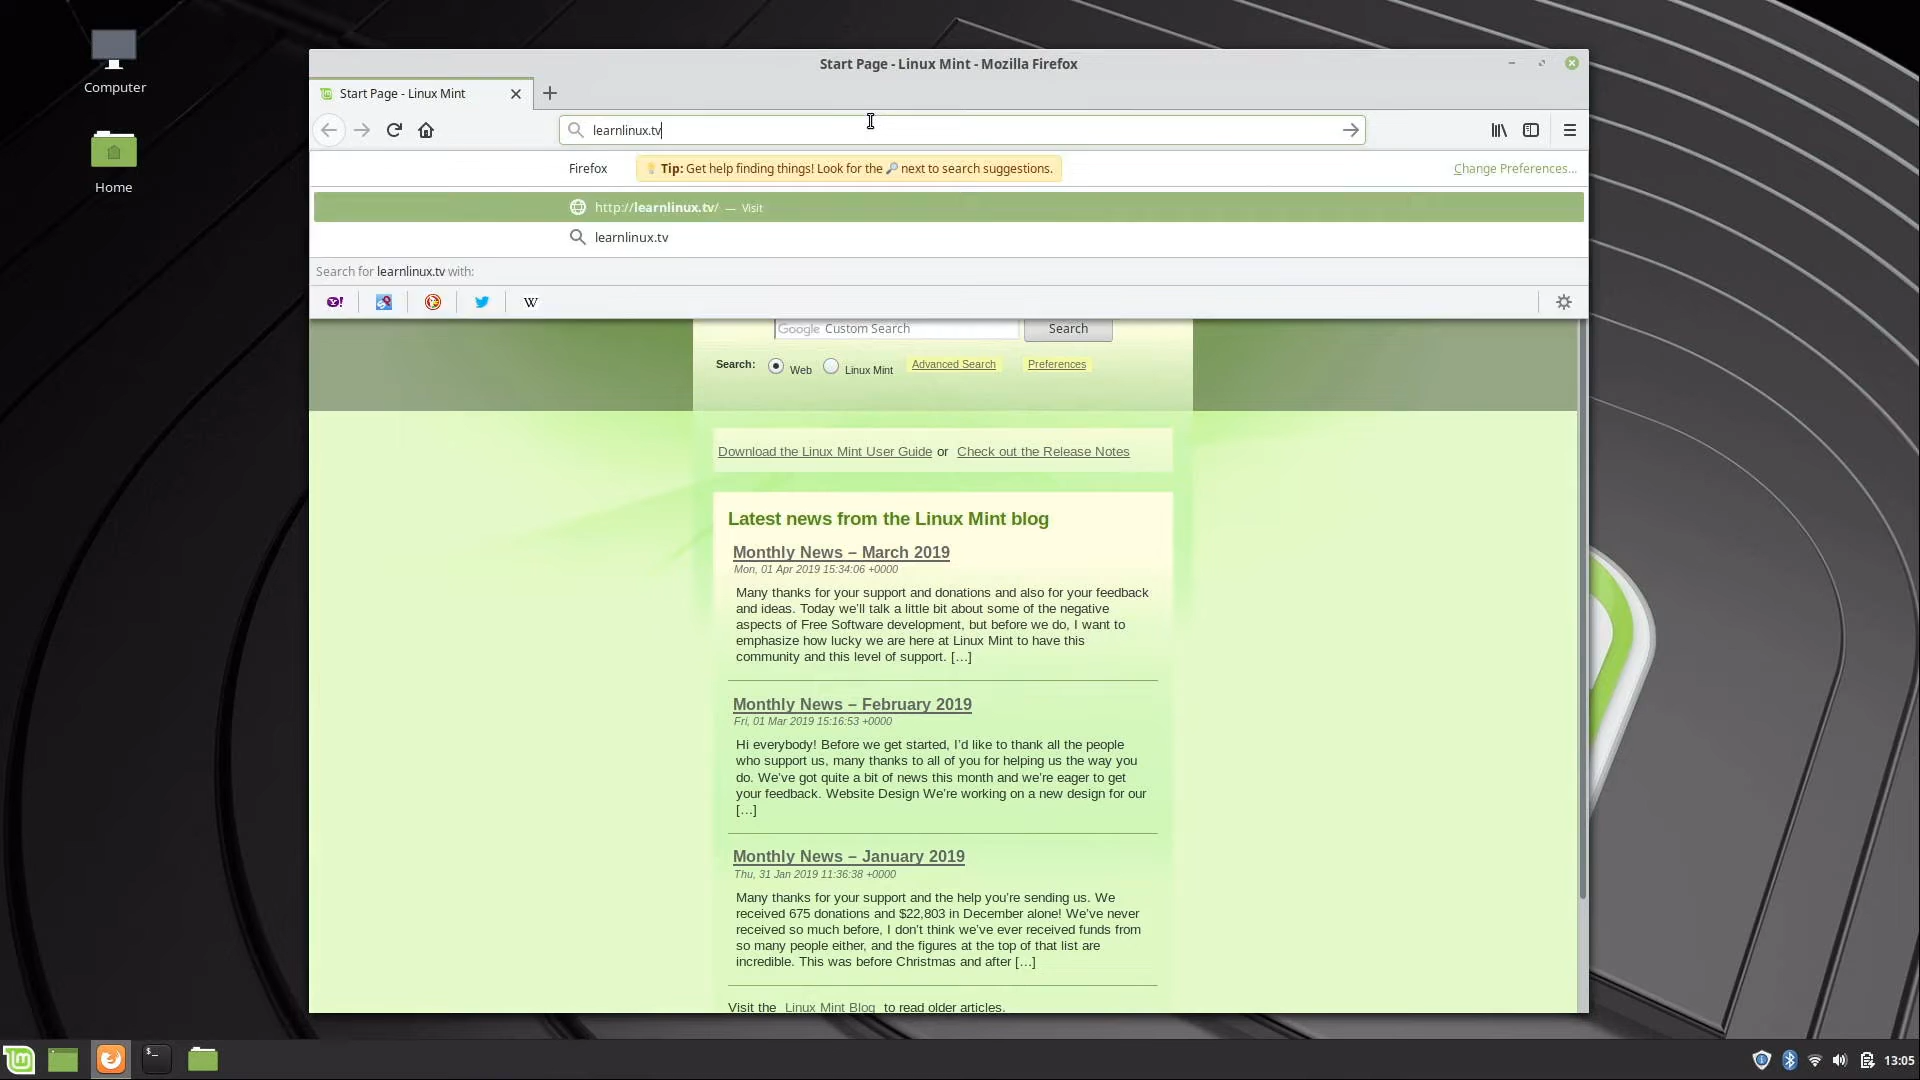 Computer
Home
Start Page - Linux Mint - Mozilla Firefox
Start Page - Linux Mint
learnlinux.tv
Firefox
Tip: Get help finding things! Look for the 🔎 next to search suggestions.
Change Preferences...
http://learnlinux.tv/ — Visit
learnlinux.tv
Search for learnlinux.tv with:
Y! W
Google Custom Search Search
Search: Web Linux Mint Advanced Search Preferences
Download the Linux Mint User Guide or Check out the Release Notes
Latest news from the Linux Mint blog
Monthly News – March 2019
Mon, 01 Apr 2019 15:34:06 +0000
Many thanks for your support and donations and also for your feedback
and ideas. Today we'll talk a little bit about some of the negative
aspects of Free Software development, but before we do, I want to
emphasize how lucky we are here at Linux Mint to have this
community and this level of support. […]
Monthly News – February 2019
Fri, 01 Mar 2019 15:16:53 +0000
Hi everybody! Before we get started, I'd like to thank all the people
who support us, many thanks to all of you for helping us the way you
do. We've got quite a bit of news this month and we're eager to get
your feedback. Website Design We're working on a new design for our
[…]
Monthly News – January 2019
Thu, 31 Jan 2019 11:36:38 +0000
Many thanks for your support and the help you're sending us. We
received 675 donations and $22,803 in December alone! We've never
received so much before, I don't think we've ever received funds from
so many people either, and the figures at the top of that list are
incredible. This was before Christmas and after […]
Visit the Linux Mint Blog to read older articles.
$_
13:05